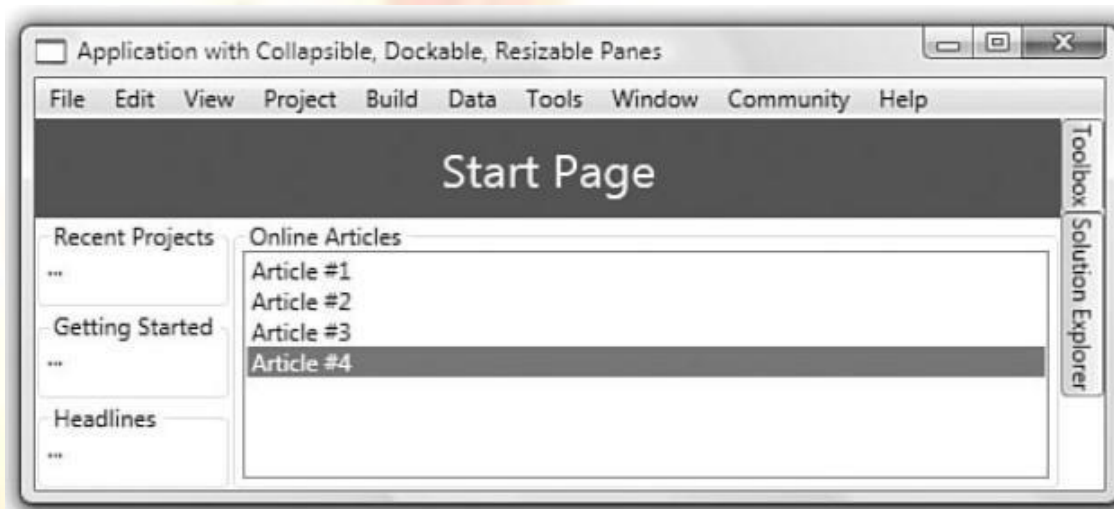 Application with Collapsible, Dockable, Resizable Panes
File Edit View Project Build Data Tools Window Community Help
Start Page
Toolbox
Solution Explorer
Recent Projects
...
Getting Started
...
Headlines
...
Online Articles
Article #1
Article #2
Article #3
Article #4